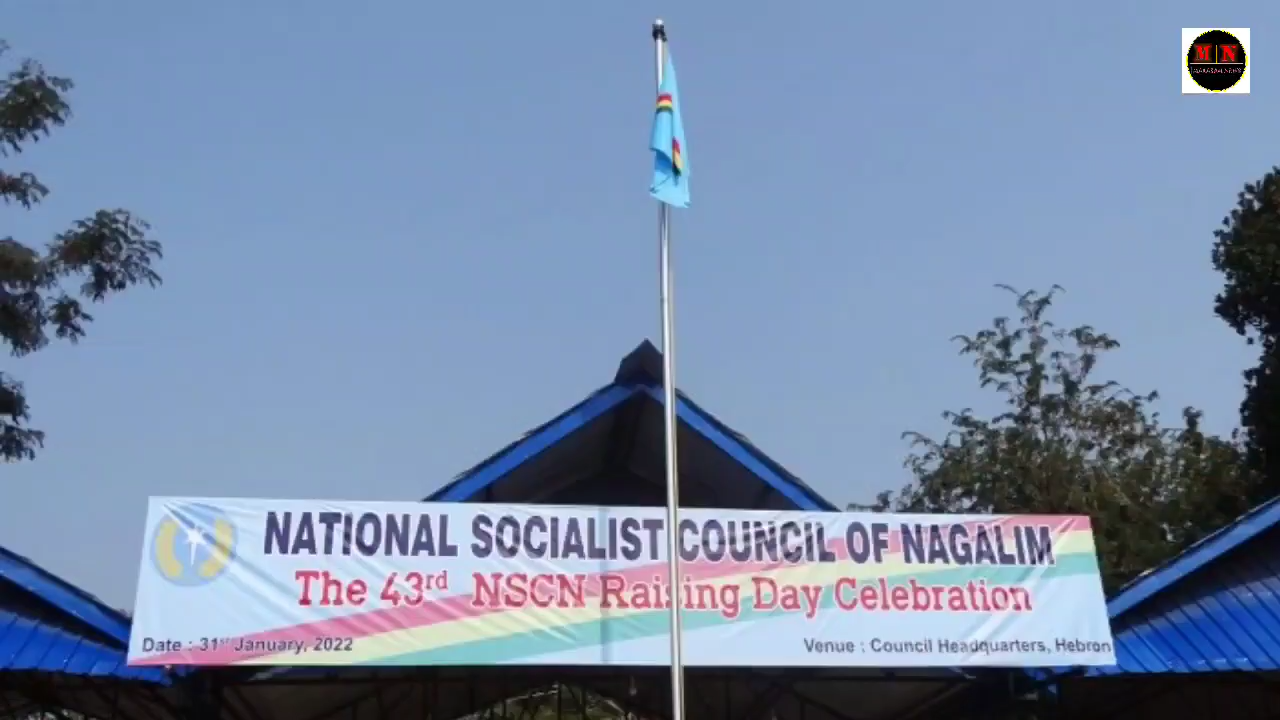 M N
NATIONAL SOCIALIST COUNCIL OF NAGALIM
The 43rd NSCN Raising Day Celebration
Date : 31st January, 2022
Venue : Council Headquarters, Hebron